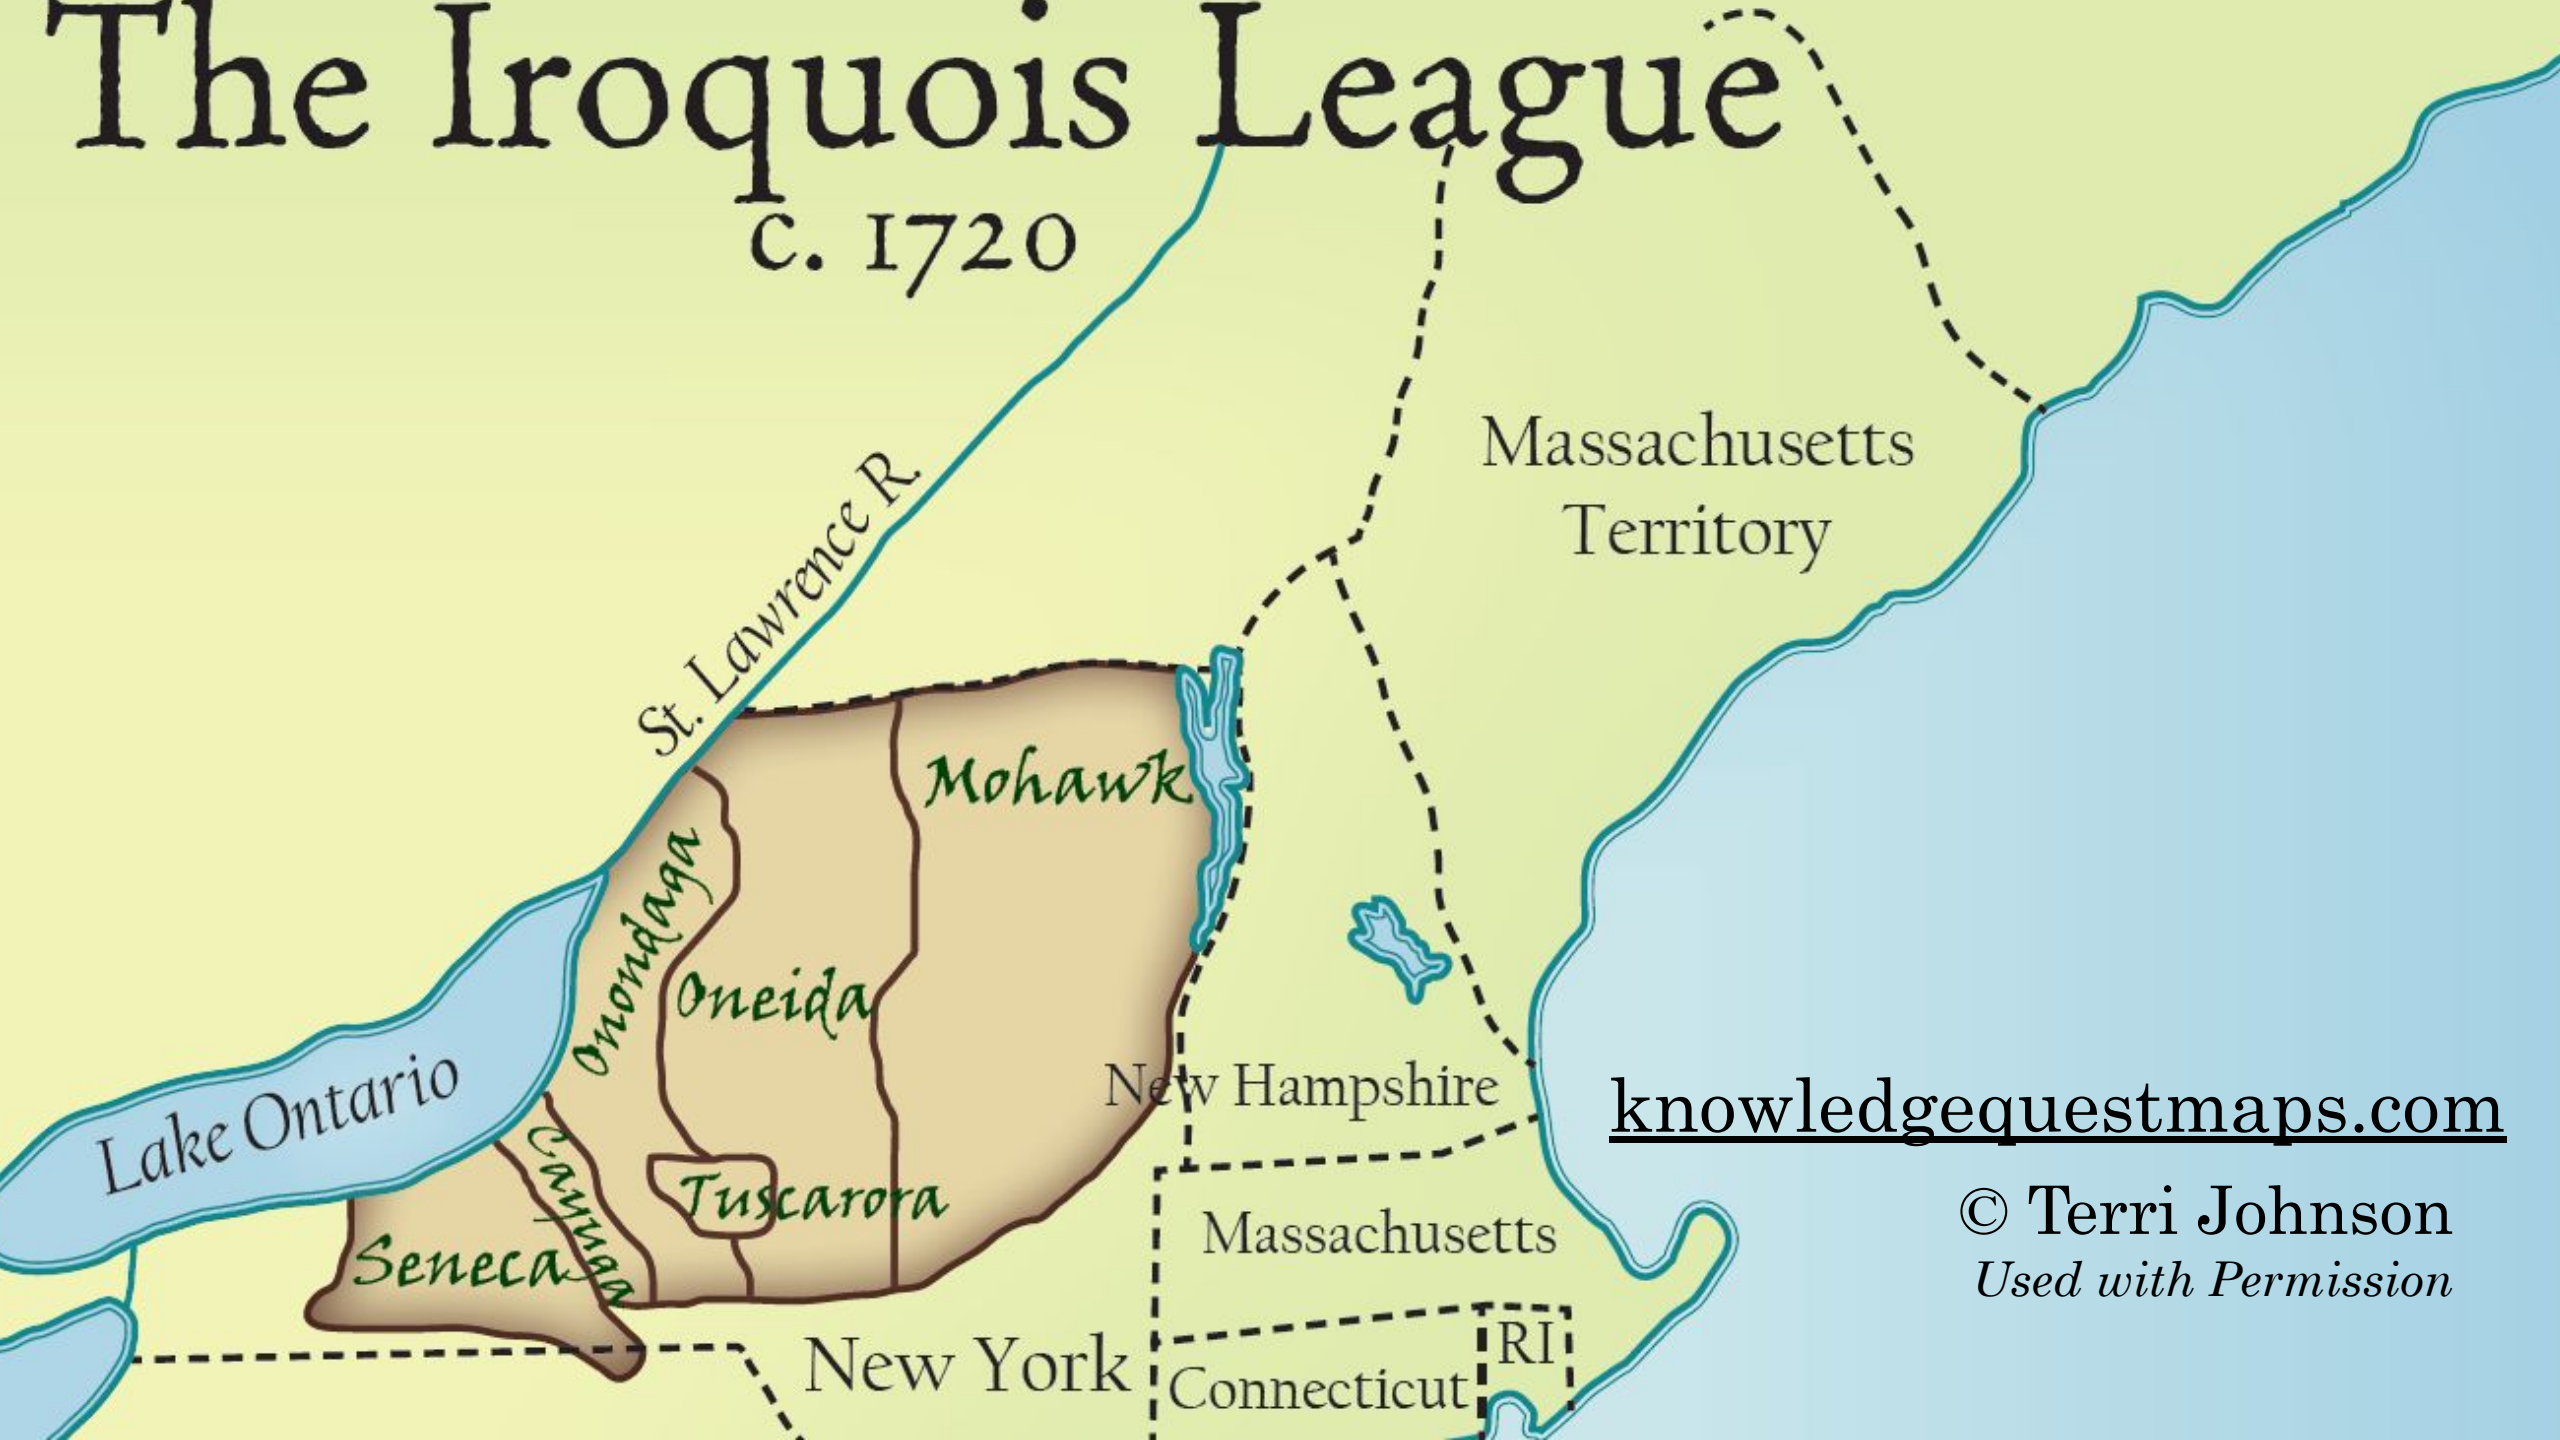 The Iroquois League
c. 1720
St. Lawrence R.
Massachusetts
Territory
Mohawk
Onondaga
Oneida
Lake Ontario
New Hampshire
knowledgequestmaps.com
Cayuga
Tuscarora
Massachusetts
© Terri Johnson
Used with Permission
Seneca
New York
Connecticut
RI